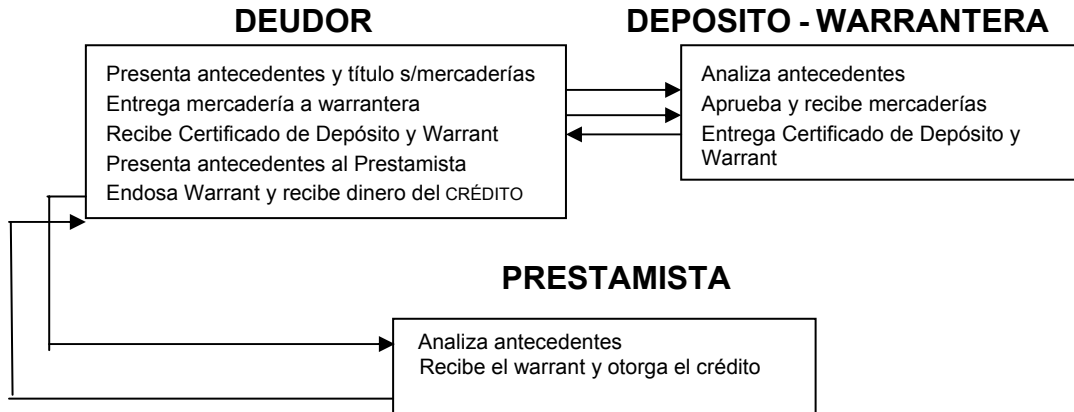 DEUDOR
Presenta antecedentes y título s/mercaderías
Entrega mercadería a warrantera
Recibe Certificado de Depósito y Warrant
Presenta antecedentes al Prestamista
Endosa Warrant y recibe dinero del CRÉDITO
DEPOSITO - WARRANTERA
Analiza antecedentes
Aprueba y recibe mercaderías
Entrega Certificado de Depósito y
Warrant
PRESTAMISTA
Analiza antecedentes
Recibe el warrant y otorga el crédito